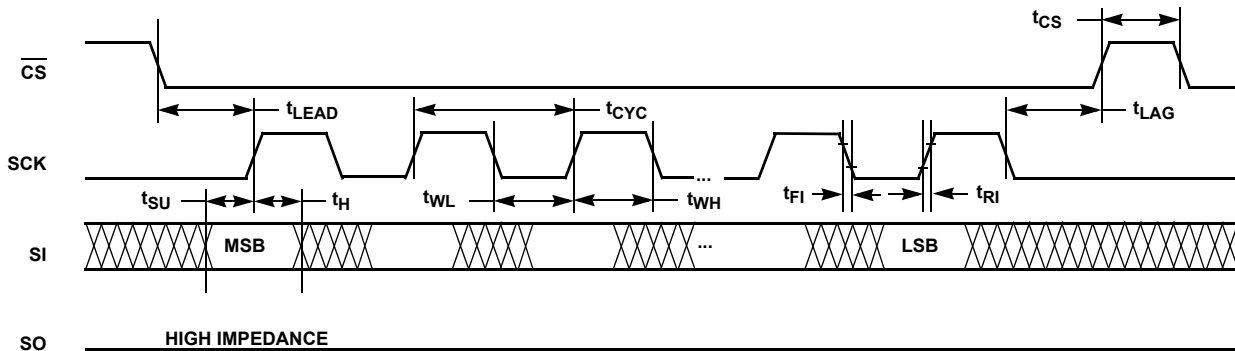 tCS
CS
tLEAD
tCYC
tLAG
SCK
...
tSU
tH
tWL
tWH
tFI
tRI
SI
MSB
...
LSB
SO
HIGH IMPEDANCE